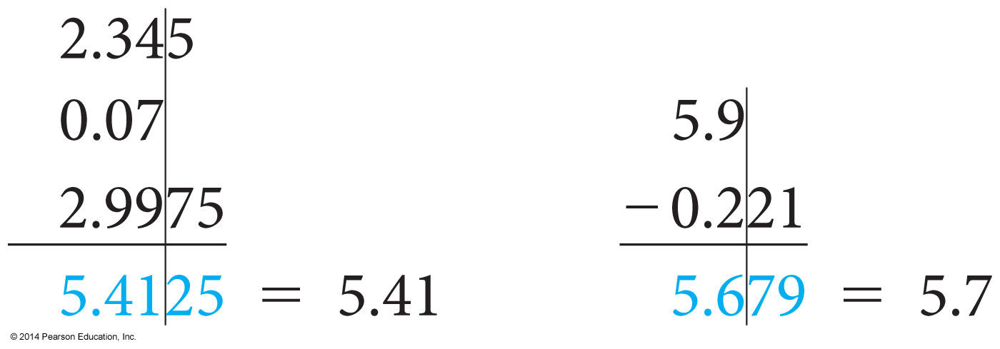 2.345
0.07
2.9975
5.4125 = 5.41
5.9
− 0.221
5.679 = 5.7
© 2014 Pearson Education, Inc.